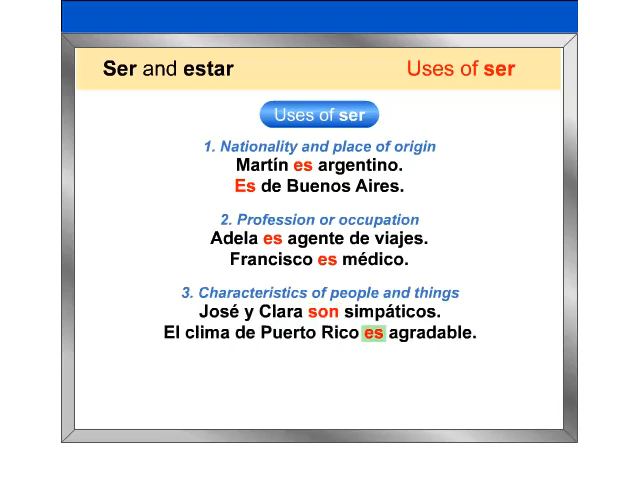 Ser and estar
Uses of ser
Uses of ser
1. Nationality and place of origin
Martín es argentino.
Es de Buenos Aires.
2. Profession or occupation
Adela es agente de viajes.
Francisco es médico.
3. Characteristics of people and things
José y Clara son simpáticos.
El clima de Puerto Rico es agradable.